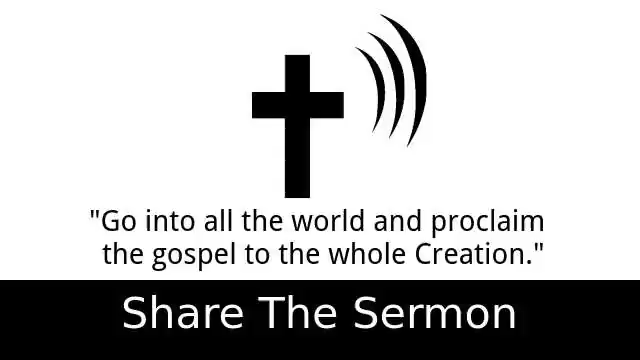 "Go into all the world and proclaim
the gospel to the whole Creation."
Share The Sermon